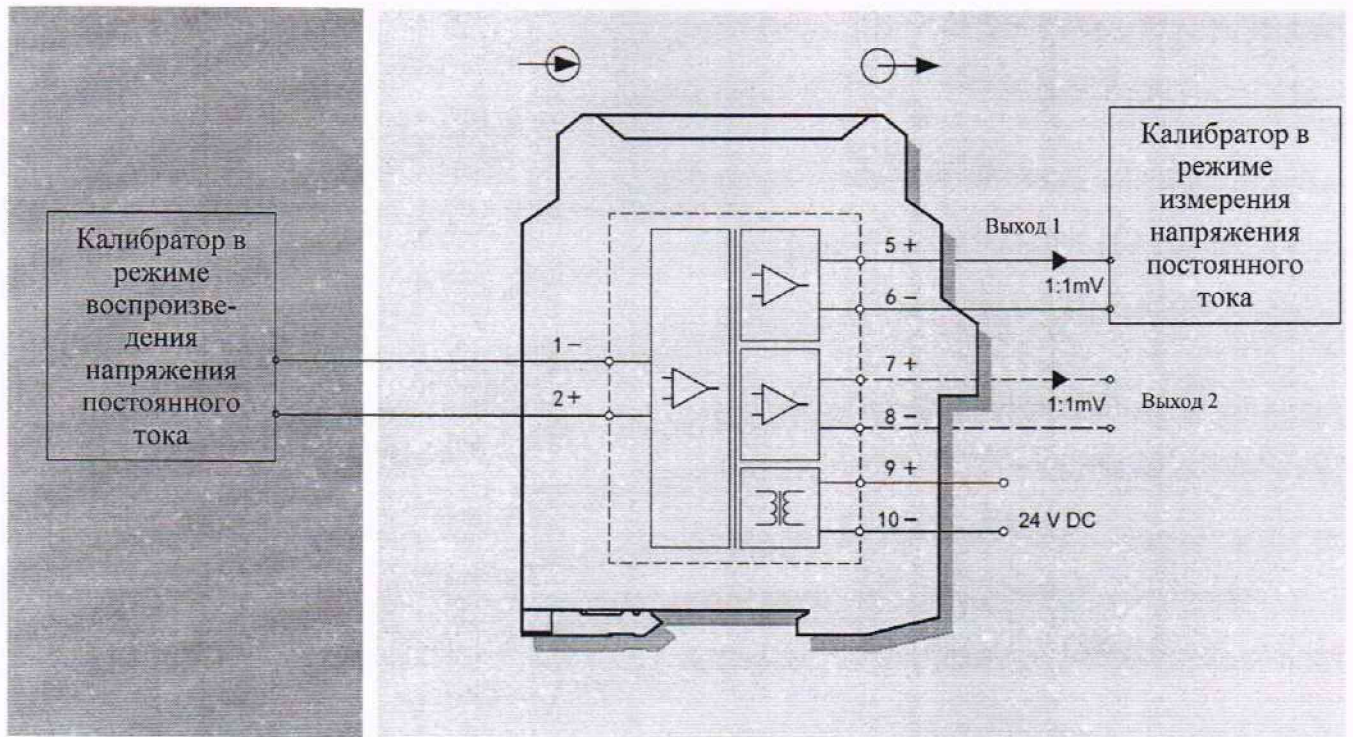 Калибратор в
режиме
воспроизве-
дения
напряжения
постоянного
тока
1 –
2 +
5 +
6 –
7 +
8 –
9 +
10 –
Выход 1
1:1mV
1:1mV
Выход 2
24 V DC
Калибратор в
режиме
измерения
напряжения
постоянного
тока